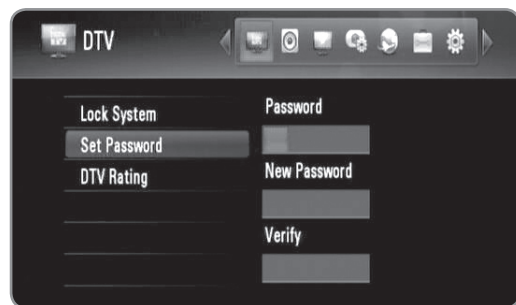 DTV
Lock System
Set Password
DTV Rating
Password
New Password
Verify